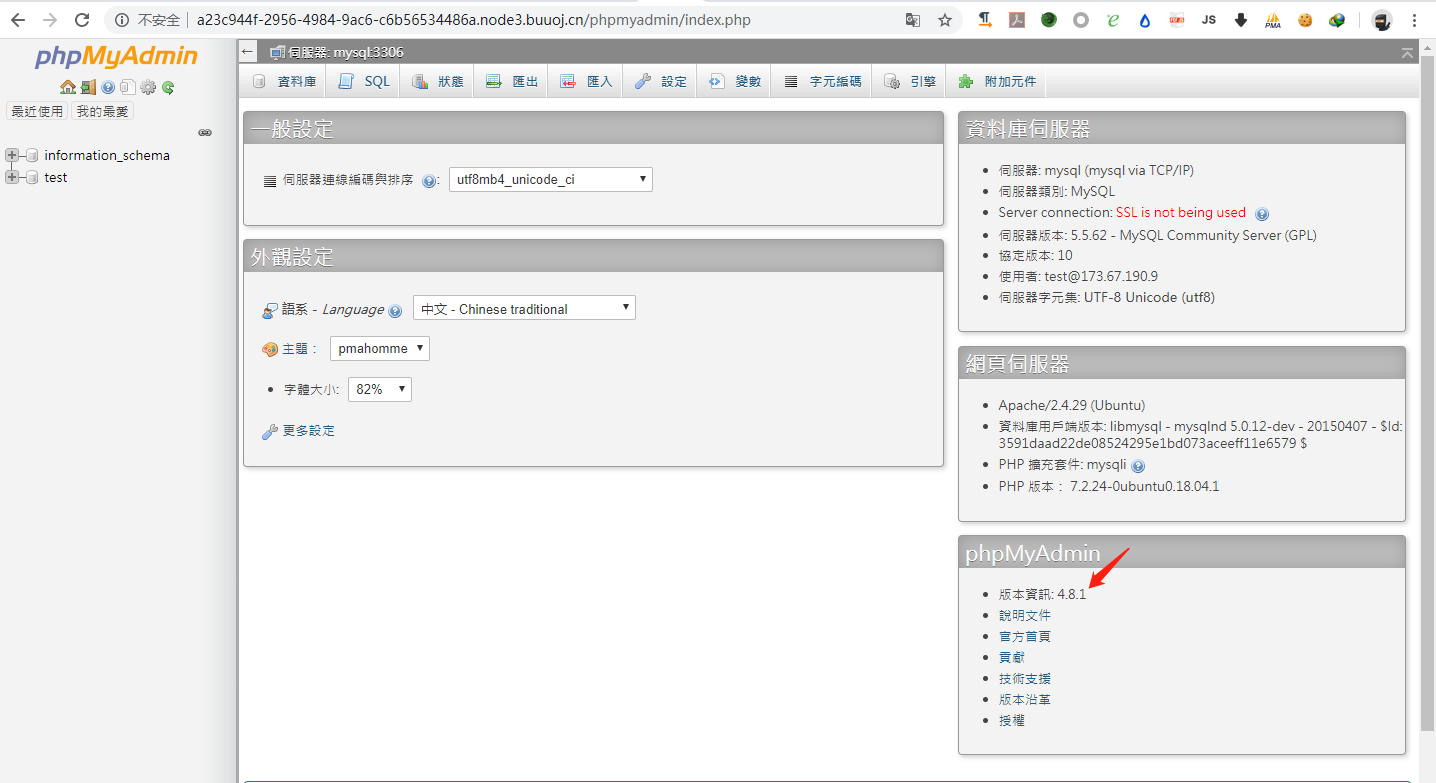 不安全 a23c944f-2956-4984-9ac6-c6b56534486a.node3.buuoj.cn/phpmyadmin/index.php
JS
PMA
phpMyAdmin
最近使用 我的最愛
information_schema
test
伺服器: mysql:3306
資料庫 SQL 狀態 匯出 匯入 設定 變數 字元編碼 引擎 附加元件
一般設定
伺服器連線編碼與排序 : utf8mb4_unicode_ci
外觀設定
語系 - Language 中文 - Chinese traditional
主題： pmahomme
字體大小: 82%
更多設定
資料庫伺服器
伺服器: mysql (mysql via TCP/IP)
伺服器類別: MySQL
Server connection: SSL is not being used
伺服器版本: 5.5.62 - MySQL Community Server (GPL)
協定版本: 10
使用者: test@173.67.190.9
伺服器字元集: UTF-8 Unicode (utf8)
網頁伺服器
Apache/2.4.29 (Ubuntu)
資料庫用戶端版本: libmysql - mysqlnd 5.0.12-dev - 20150407 - $Id:
3591daad22de08524295e1bd073aceeff11e6579 $
PHP 擴充套件: mysqli
PHP 版本： 7.2.24-0ubuntu0.18.04.1
phpMyAdmin
版本資訊: 4.8.1
說明文件
官方首頁
貢獻
技術支援
版本沿革
授權